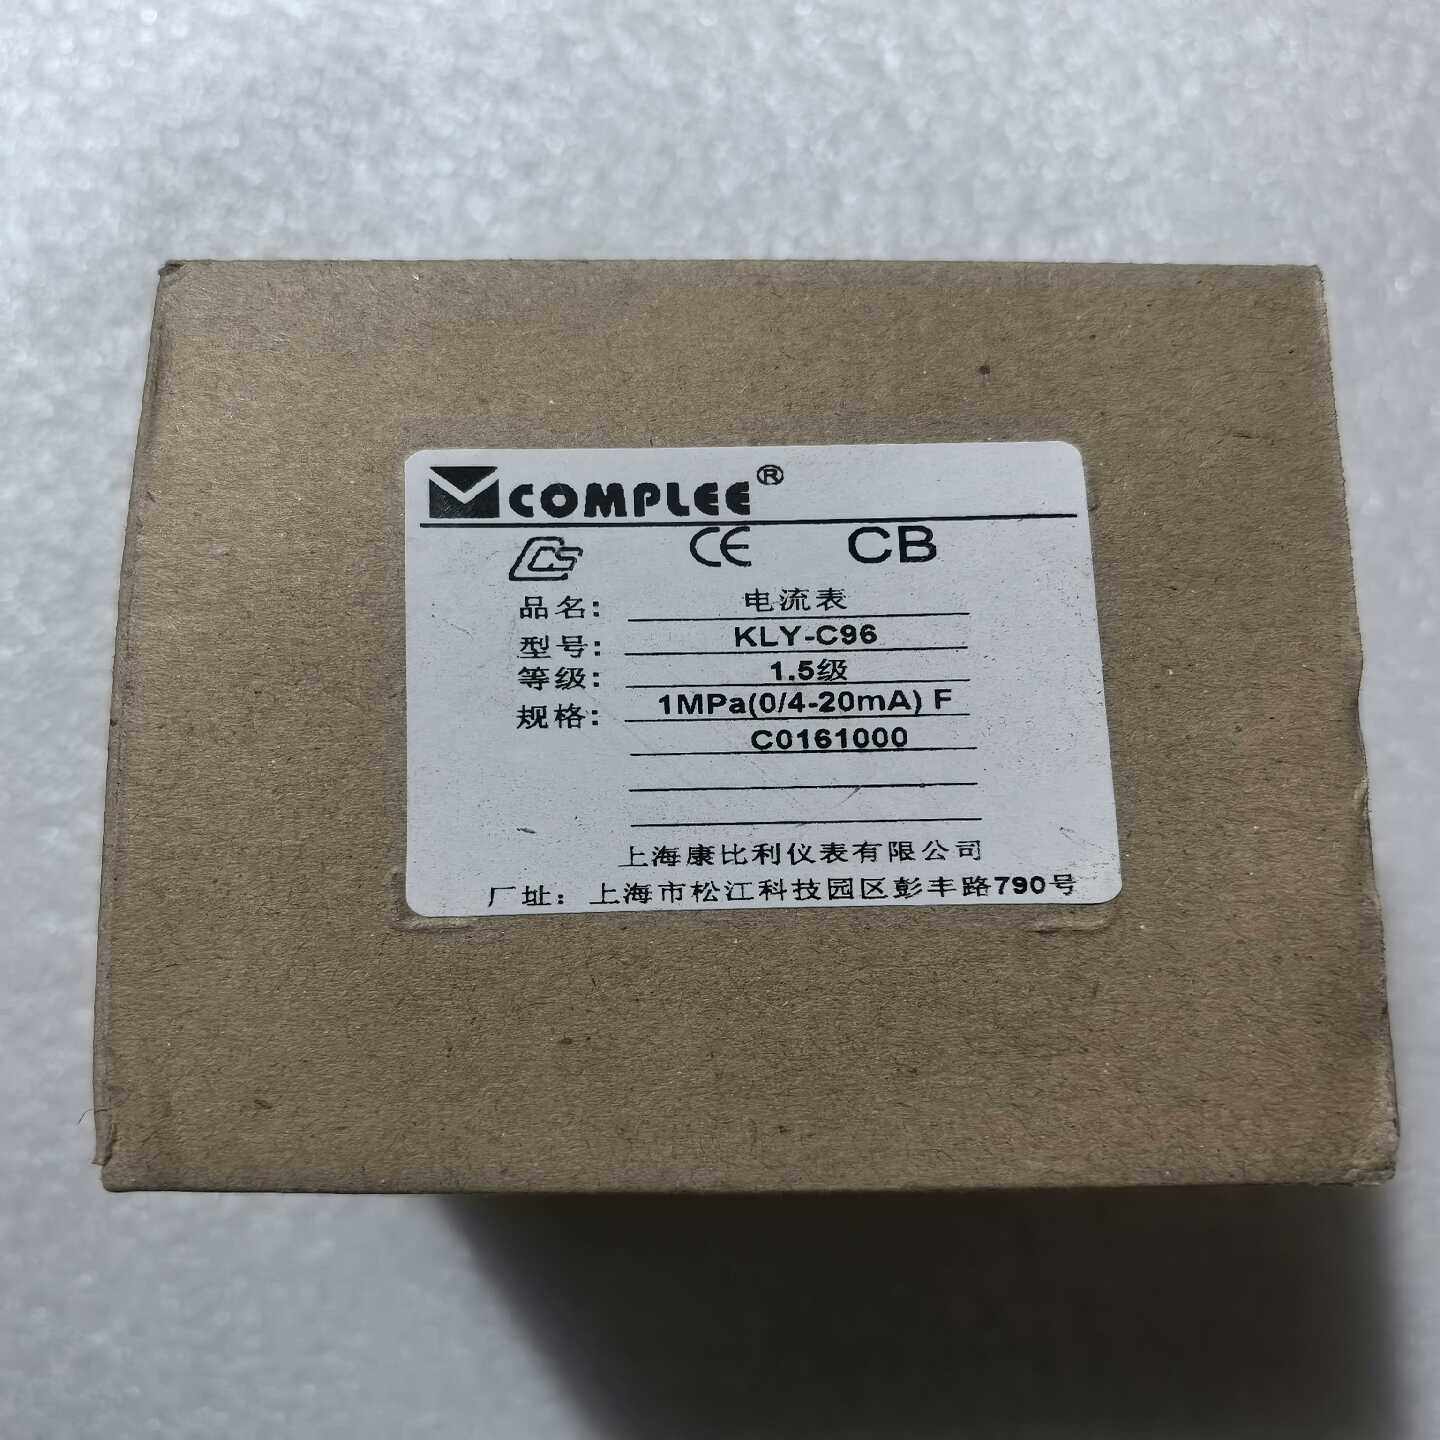 COMPLEE®
CE CB
品名: 电流表
型号: KLY-C96
等级: 1.5级
规格: 1MPa(0/4-20mA) F
C0161000
上海康比利仪表有限公司
厂址: 上海市松江科技园区彭丰路790号